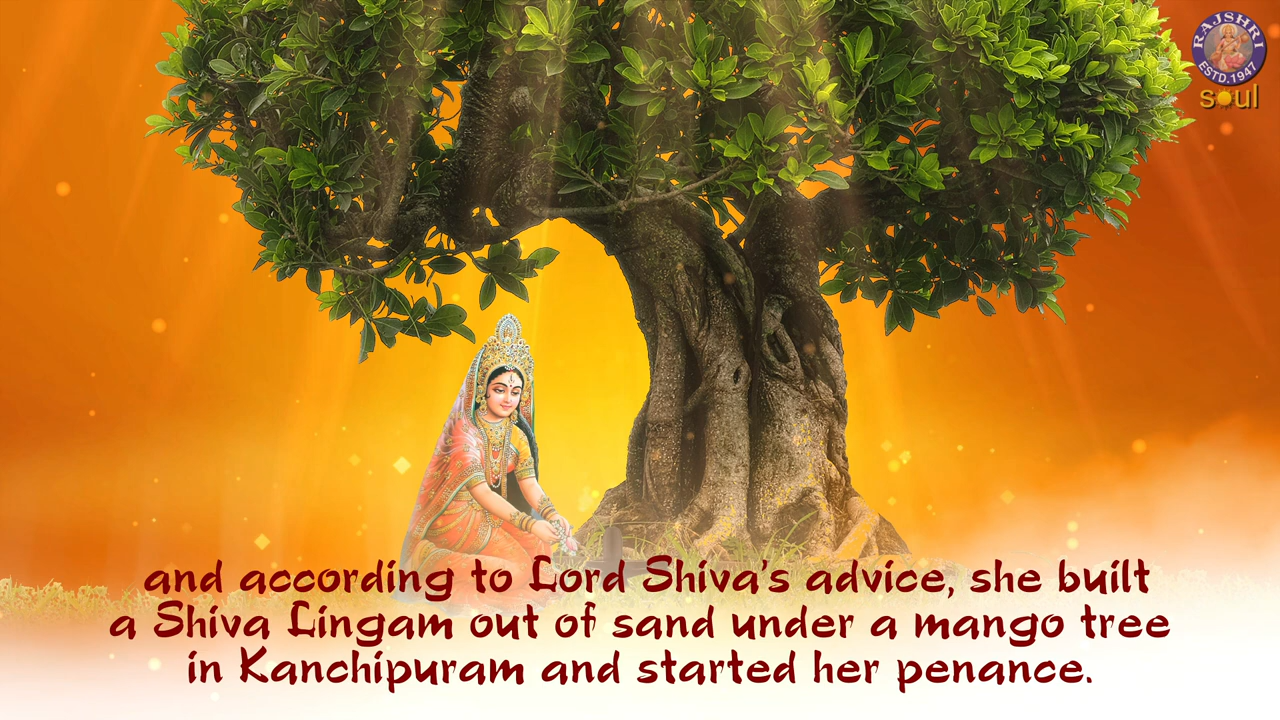 RAJSHRI
ESTD.1947
soul
and according to Lord Shiva's advice, she built
a Shiva Lingam out of sand under a mango tree
in Kanchipuram and started her penance.